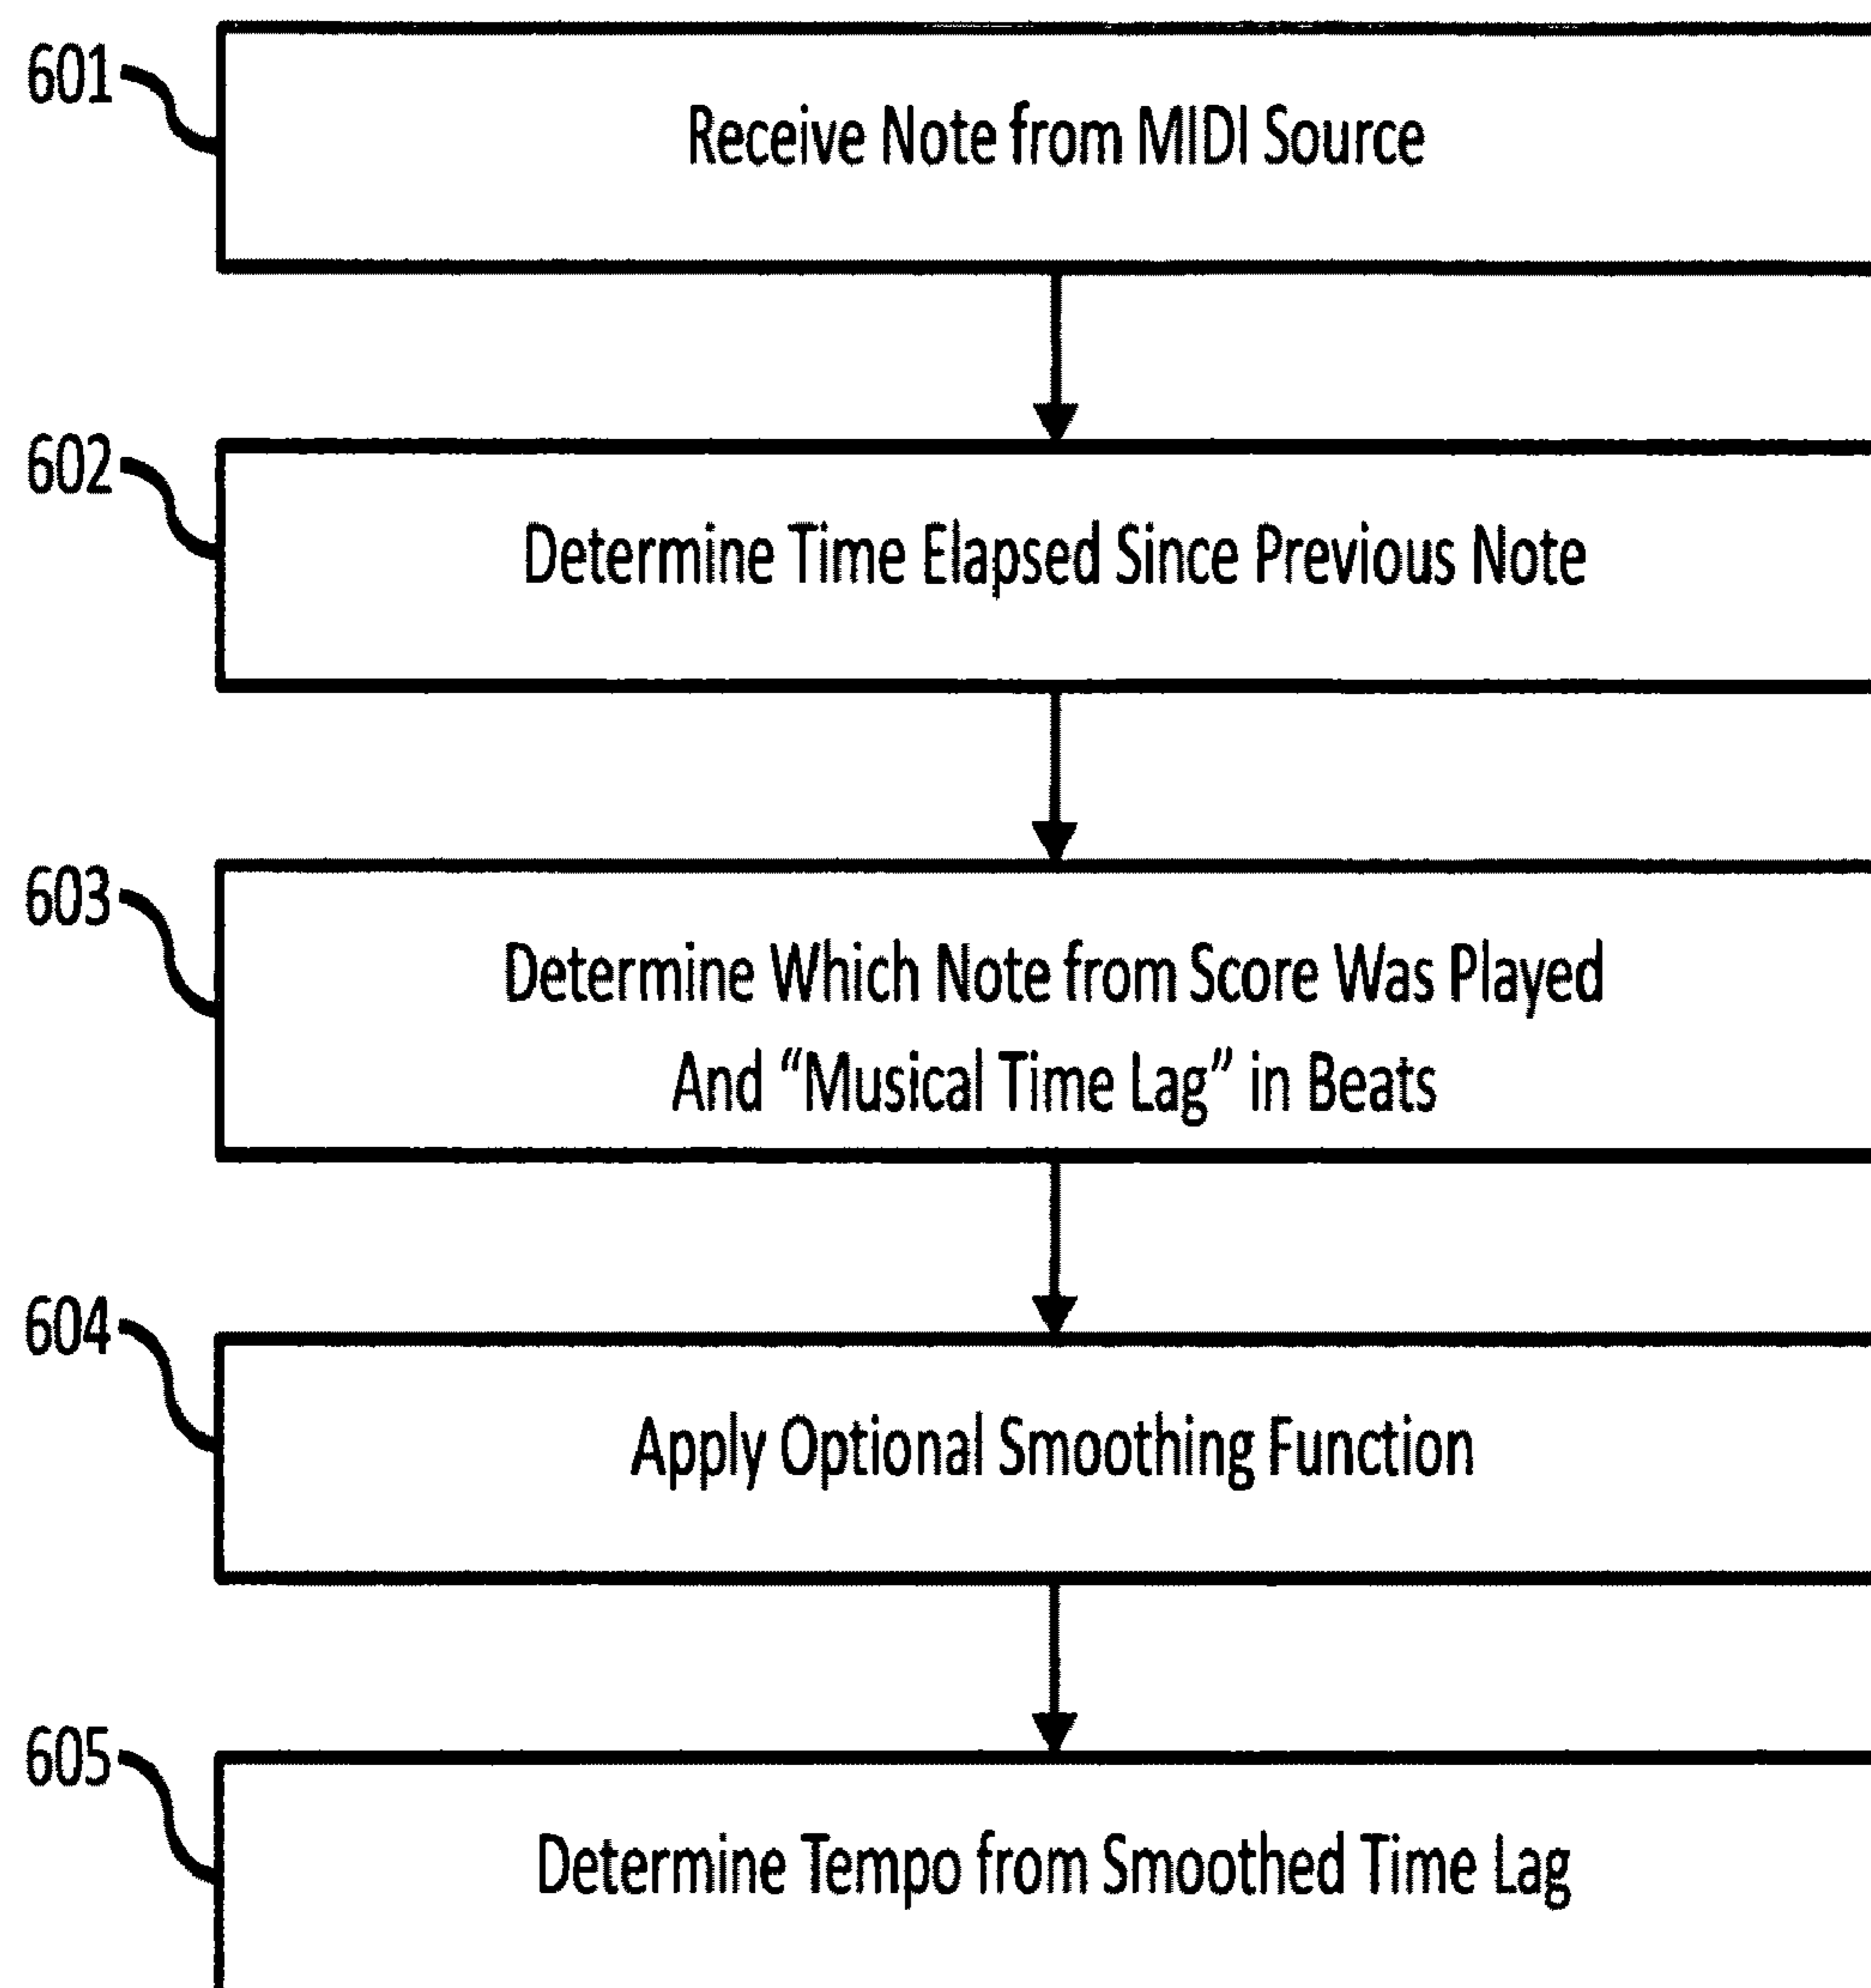 601
Receive Note from MIDI Source
602
Determine Time Elapsed Since Previous Note
603
Determine Which Note from Score Was Played
And “Musical Time Lag” in Beats
604
Apply Optional Smoothing Function
605
Determine Tempo from Smoothed Time Lag